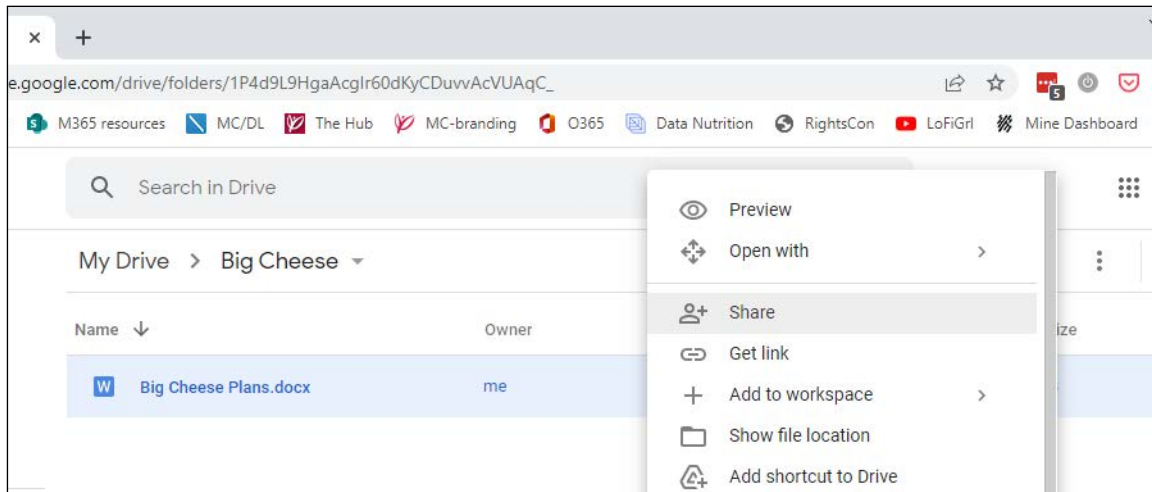 e.google.com/drive/folders/1P4d9L9HgaAcgIr60dKyCDuvvAcVUAqC_
5
M365 resources MC/DL The Hub MC-branding O365 Data Nutrition RightsCon LoFiGrl Mine Dashboard
Search in Drive
Preview
Open with
My Drive > Big Cheese
Share
Name Owner ize
Get link
W Big Cheese Plans.docx me
Add to workspace
Show file location
Add shortcut to Drive